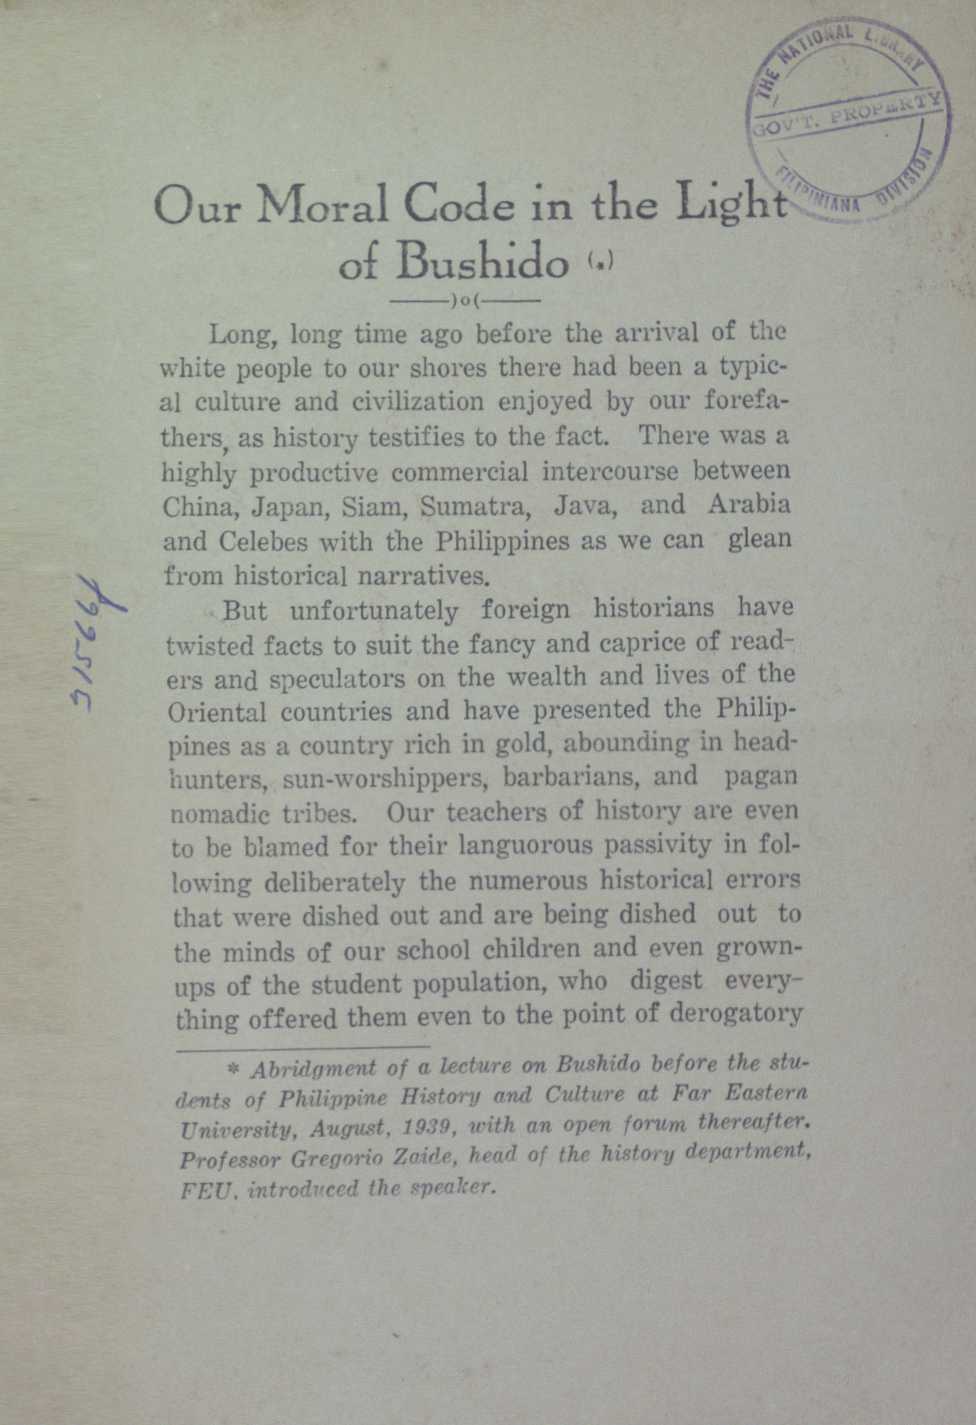 THE NATIONAL LIBRARY
GOV'T. PROPERTY
FILIPINIANA DIVISION
Our Moral Code in the Light
of Bushido (*)
———)o(———
Long, long time ago before the arrival of the
white people to our shores there had been a typic-
al culture and civilization enjoyed by our forefa-
thers, as history testifies to the fact. There was a
highly productive commercial intercourse between
China, Japan, Siam, Sumatra, Java, and Arabia
and Celebes with the Philippines as we can glean
from historical narratives.
But unfortunately foreign historians have
twisted facts to suit the fancy and caprice of read-
ers and speculators on the wealth and lives of the
Oriental countries and have presented the Philip-
pines as a country rich in gold, abounding in head-
hunters, sun-worshippers, barbarians, and pagan
nomadic tribes. Our teachers of history are even
to be blamed for their languorous passivity in fol-
lowing deliberately the numerous historical errors
that were dished out and are being dished out to
the minds of our school children and even grown-
ups of the student population, who digest every-
thing offered them even to the point of derogatory
* Abridgment of a lecture on Bushido before the stu-
dents of Philippine History and Culture at Far Eastern
University, August, 1939, with an open forum thereafter.
Professor Gregorio Zaide, head of the history department,
FEU, introduced the speaker.